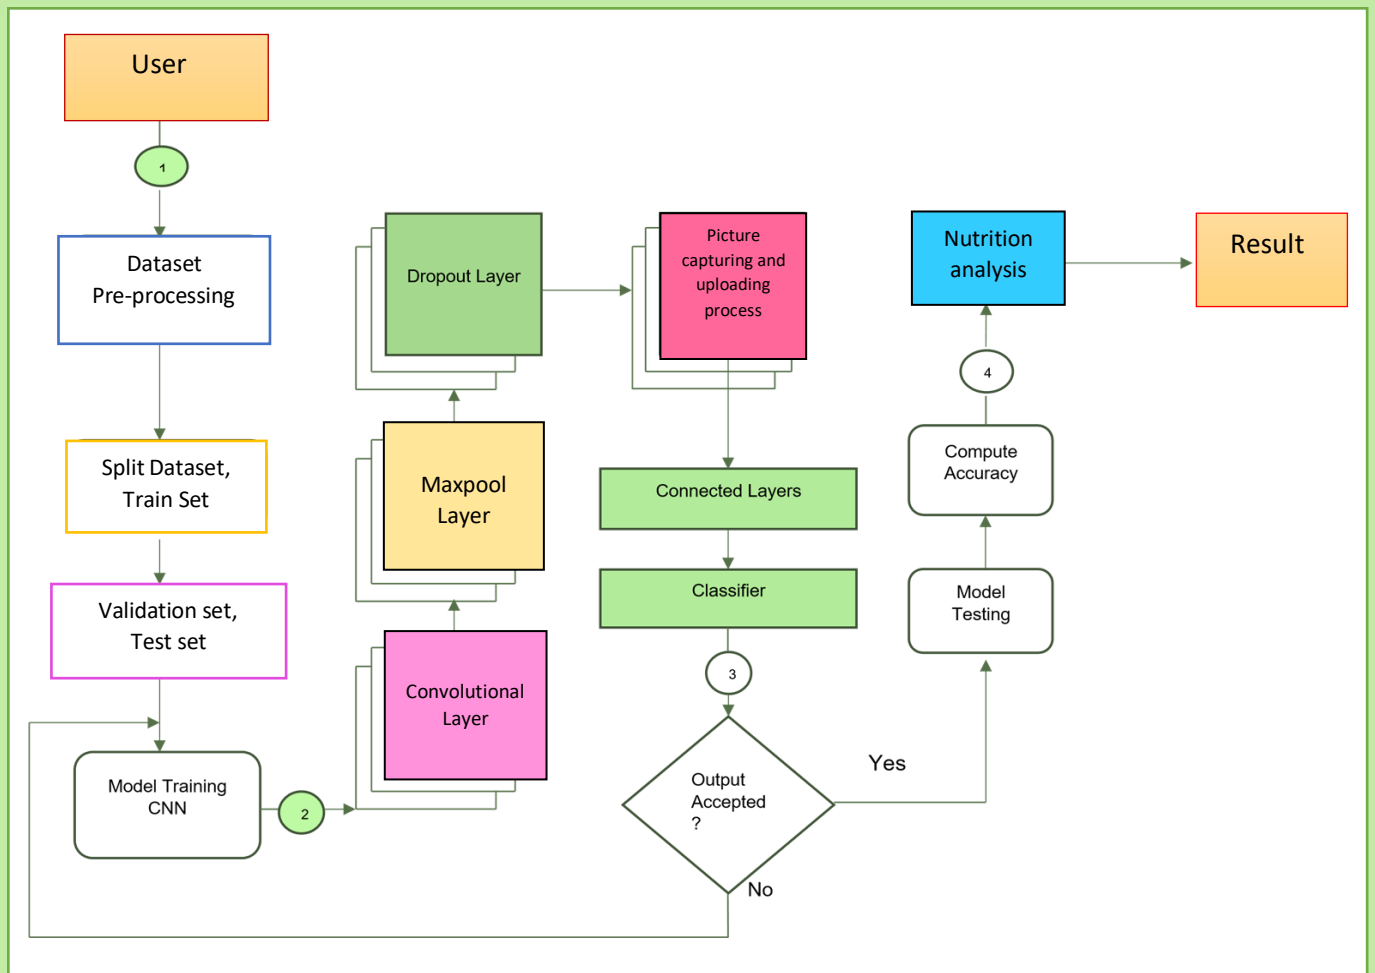 User
1
Dataset
Pre-processing
Split Dataset,
Train Set
Validation set,
Test set
Model Training
CNN
2
Convolutional
Layer
Maxpool
Layer
Dropout Layer
Picture
capturing and
uploading
process
Connected Layers
Classifier
3
Output
Accepted
?
No
Yes
Model
Testing
Compute
Accuracy
4
Nutrition
analysis
Result